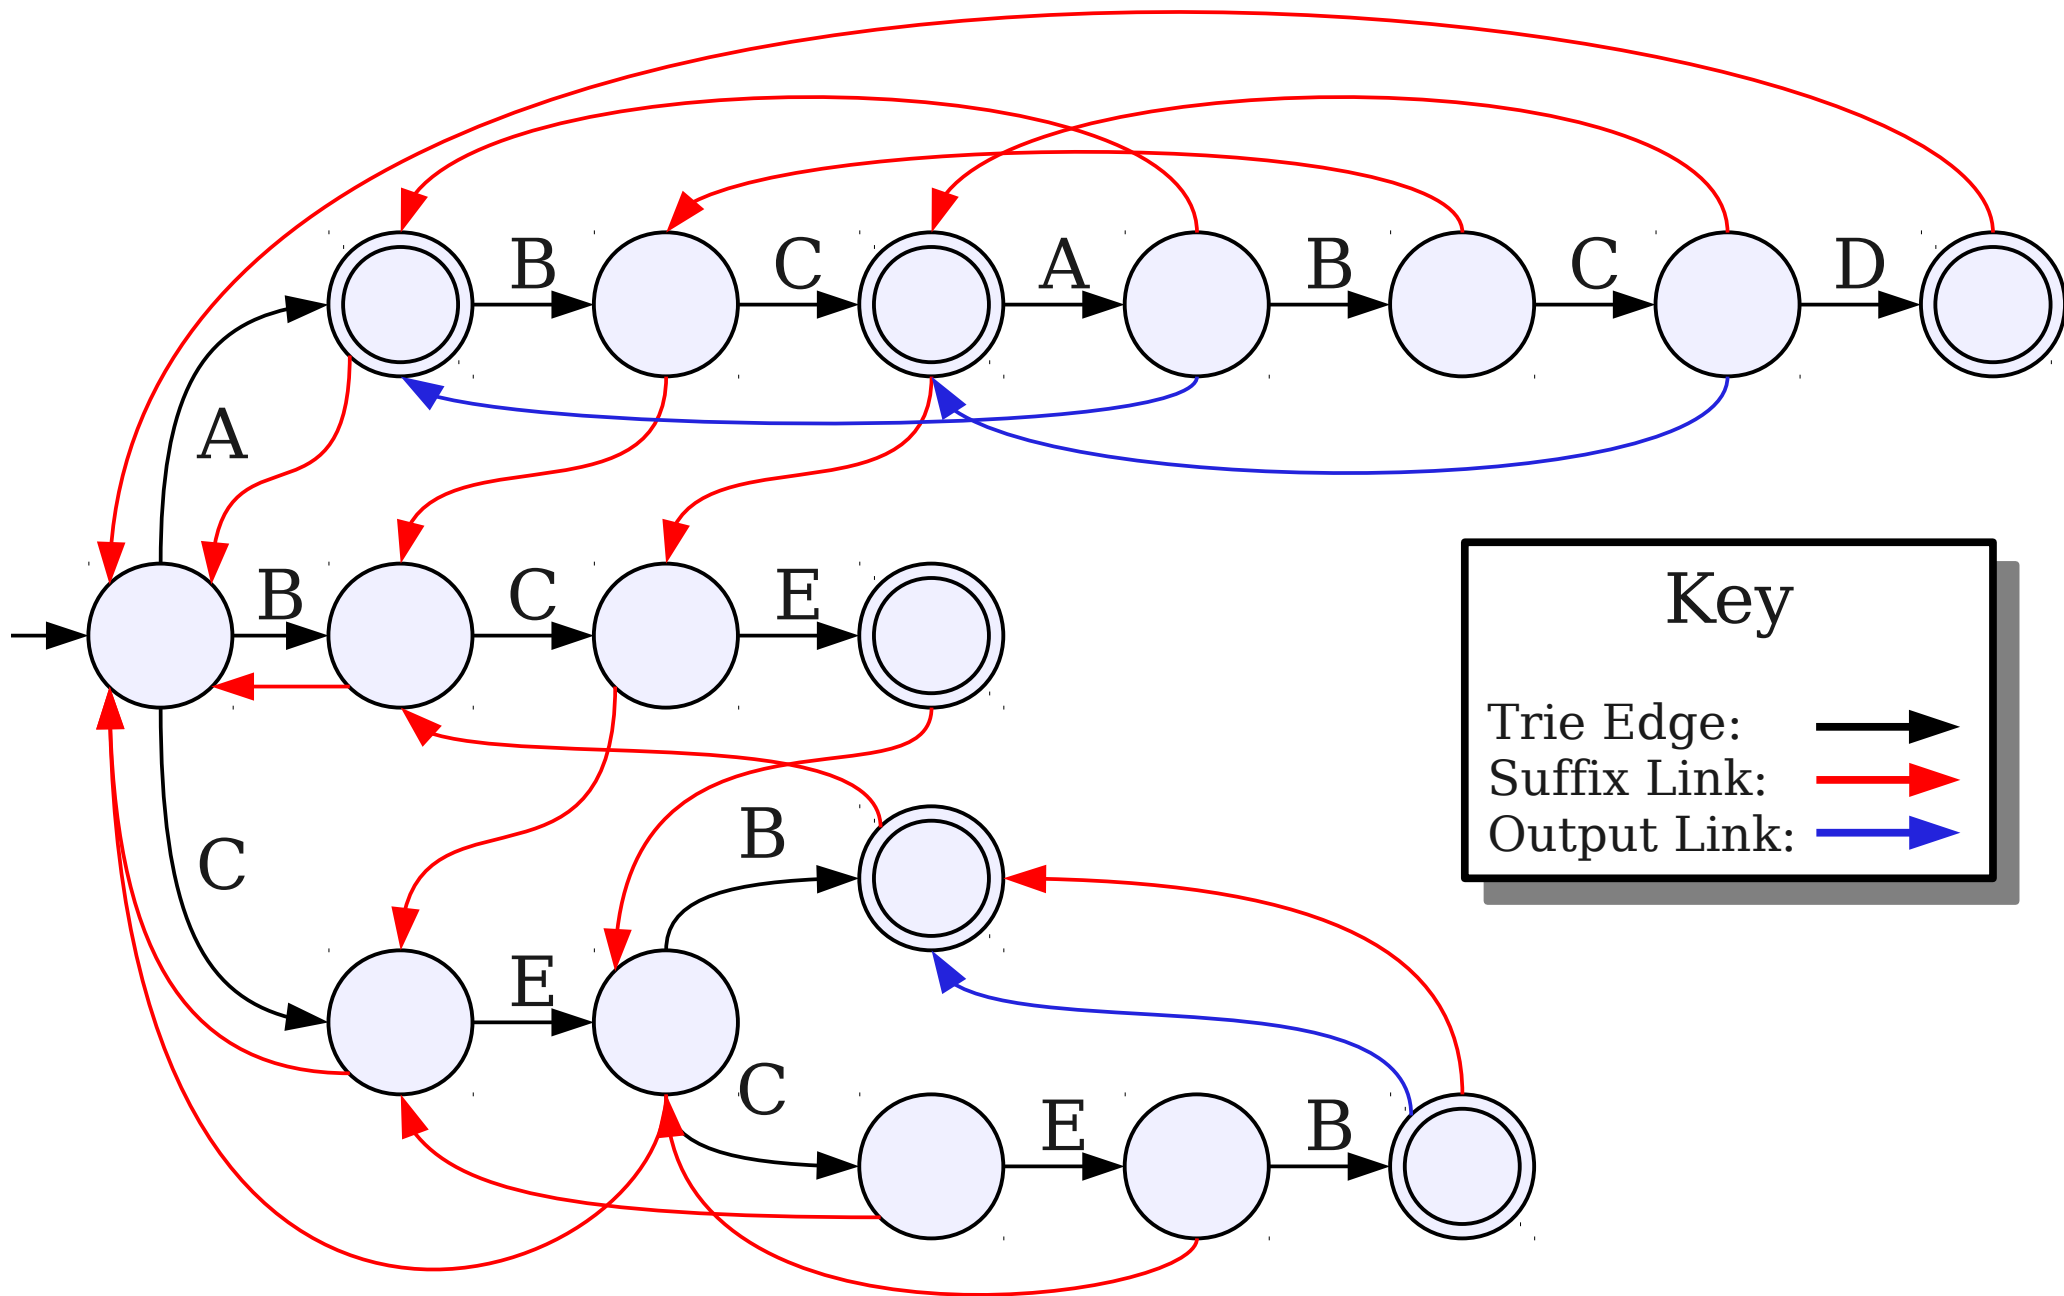 B C A B C D
A
B C E
Key
C
B
Trie Edge:
Suffix Link:
Output Link:
E
C
E B